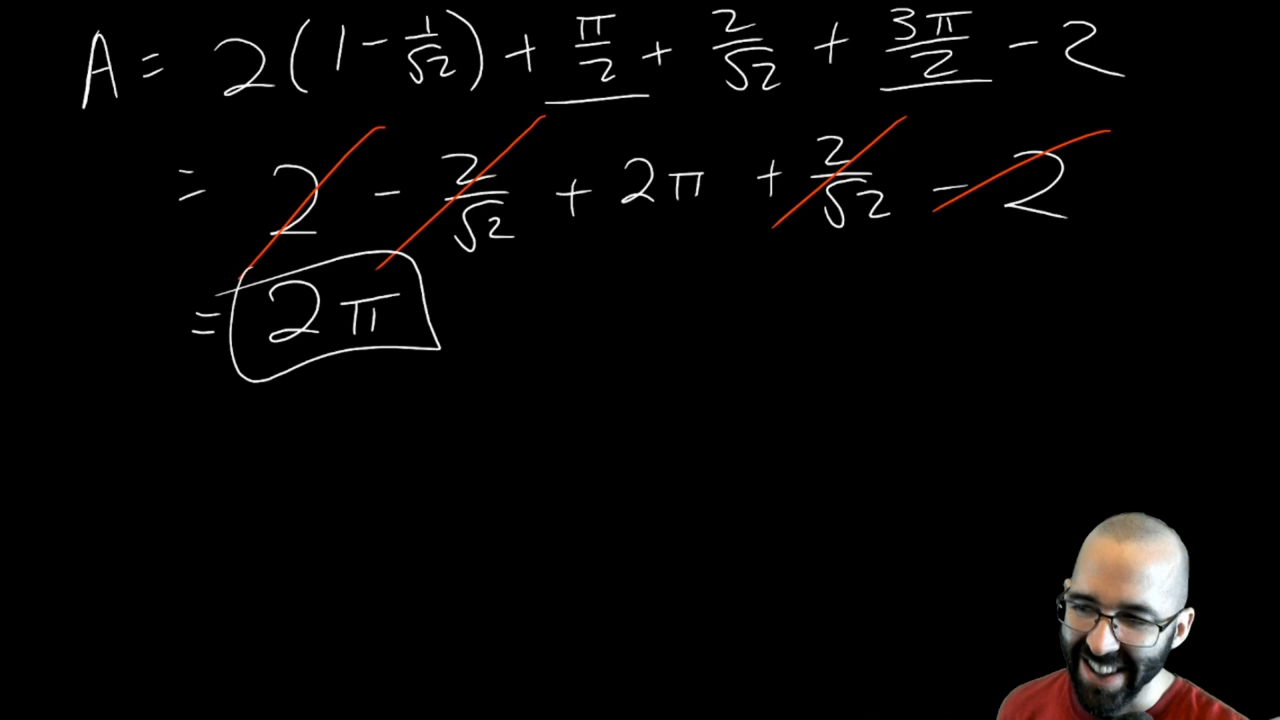 A = 2(1 - 1/√2) + π/2 + 2/√2 + 3π/2 - 2
= 2 - 2/√2 + 2π + 2/√2 - 2
= 2π